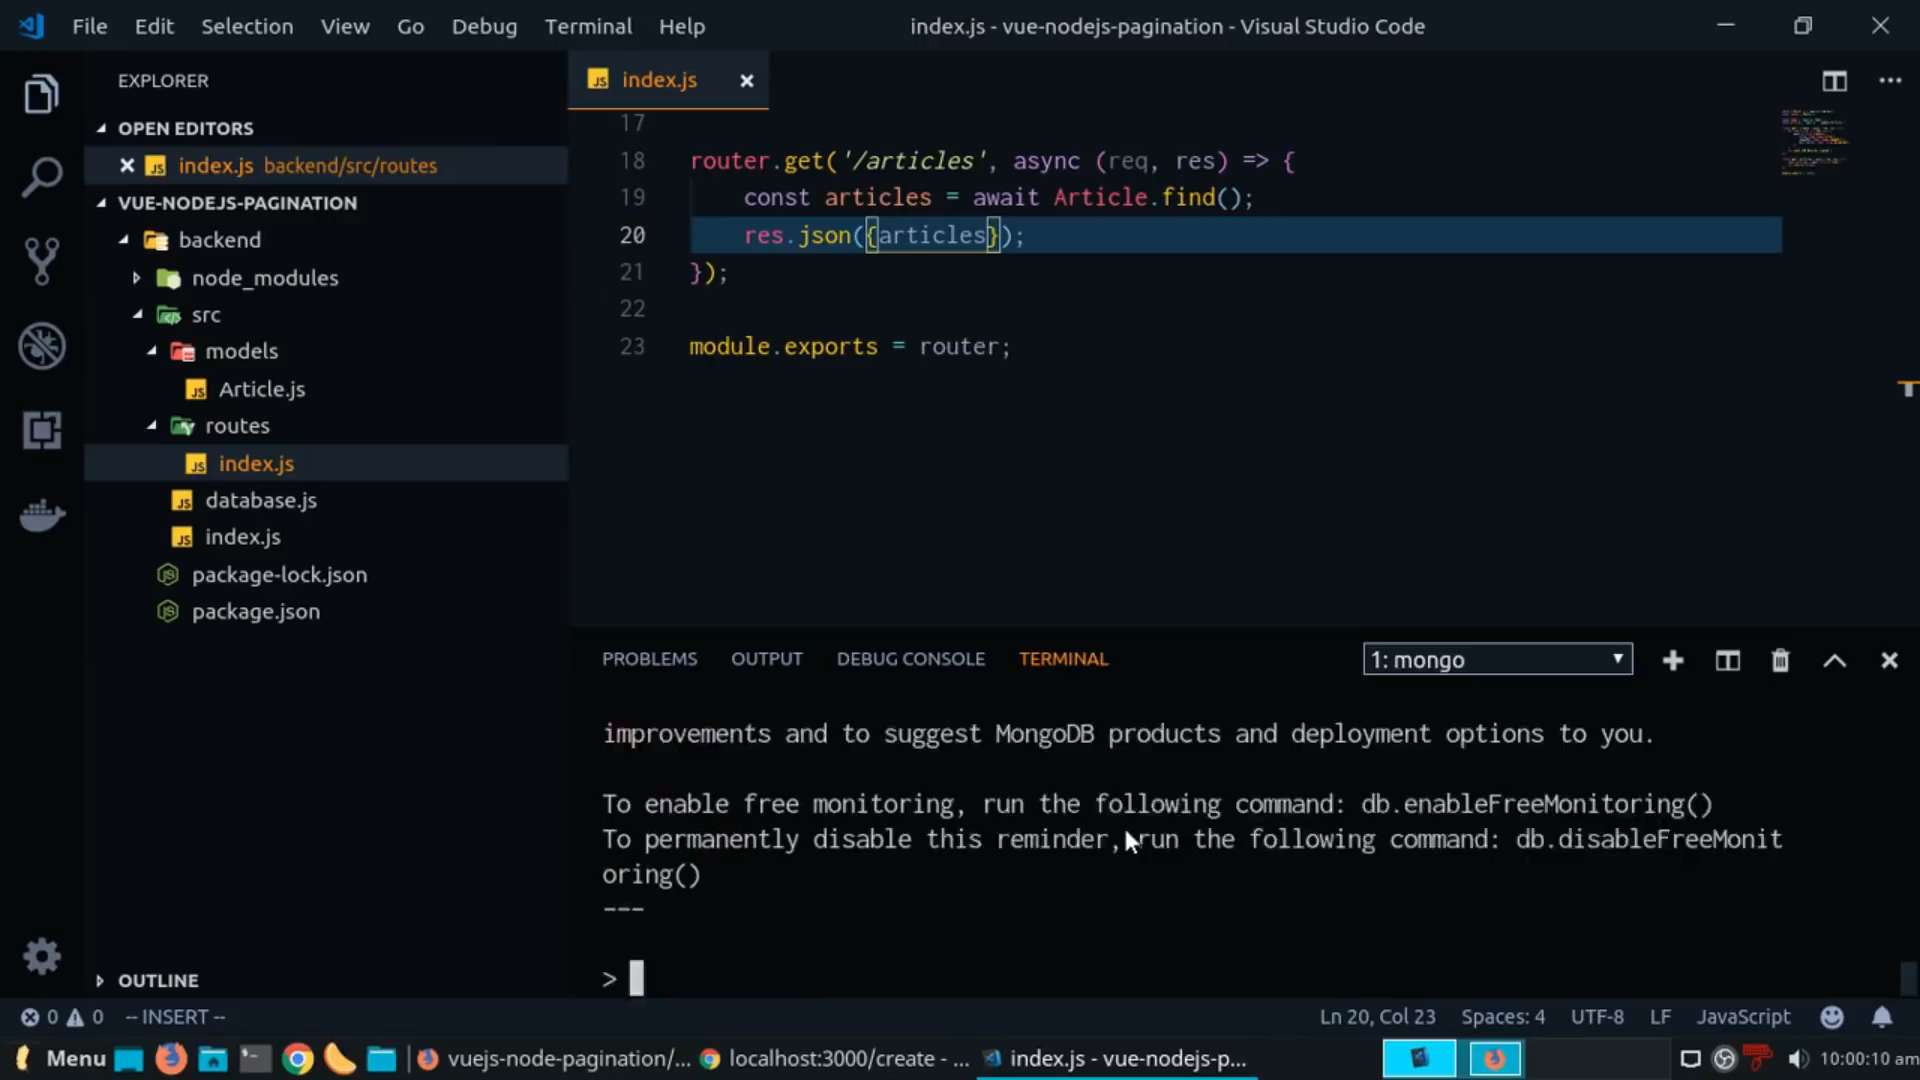 File Edit Selection View Go Debug Terminal Help
index.js - vue-nodejs-pagination - Visual Studio Code
EXPLORER
OPEN EDITORS
index.js backend/src/routes
VUE-NODEJS-PAGINATION
backend
node_modules
src
models
Article.js
routes
index.js
database.js
index.js
package-lock.json
package.json
OUTLINE
index.js
17
18 router.get('/articles', async (req, res) => {
19 const articles = await Article.find();
20 res.json({articles});
21 });
22
23 module.exports = router;
PROBLEMS OUTPUT DEBUG CONSOLE TERMINAL
1: mongo
improvements and to suggest MongoDB products and deployment options to you.
To enable free monitoring, run the following command: db.enableFreeMonitoring()
To permanently disable this reminder, run the following command: db.disableFreeMonit
oring()
---
>
0 0 -- INSERT --
Ln 20, Col 23 Spaces: 4 UTF-8 LF JavaScript
Menu vuejs-node-pagination/... localhost:3000/create - ... index.js - vue-nodejs-p... 10:00:10 am